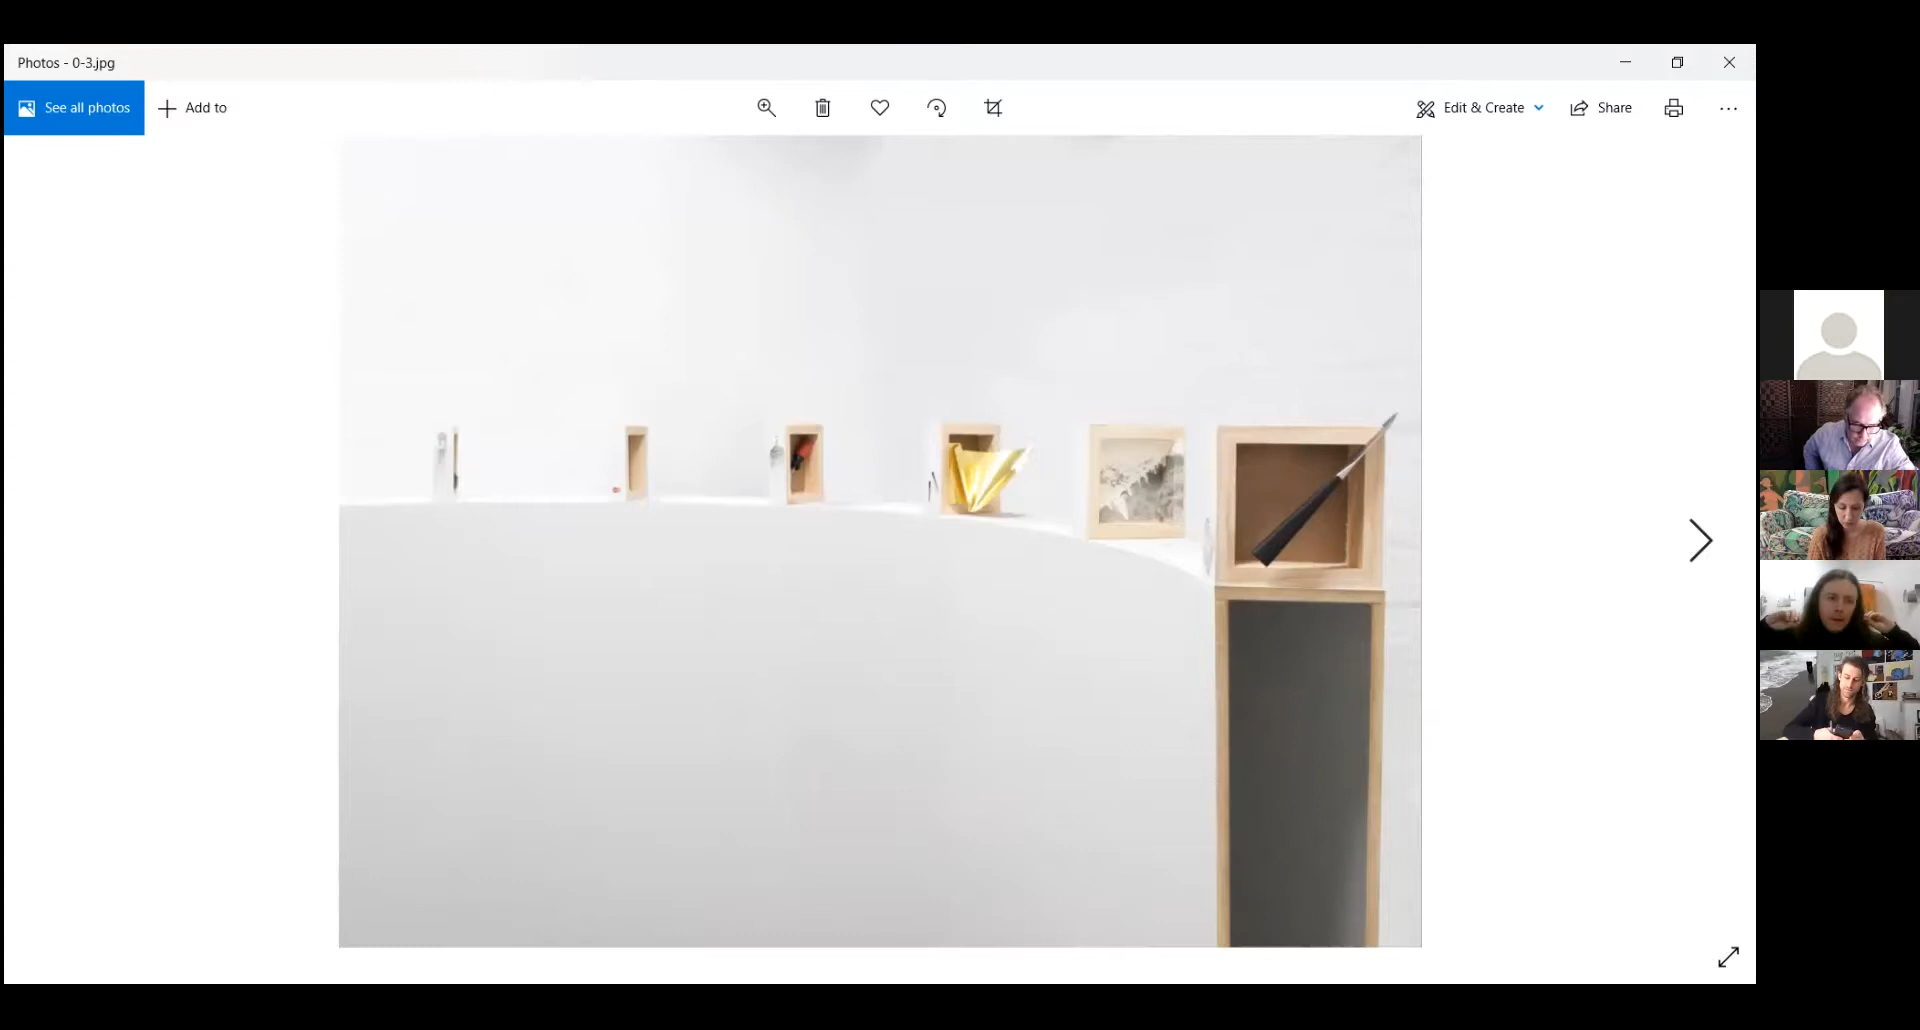 Photos - 0-3.jpg
See all photos
Add to
Edit & Create
Share